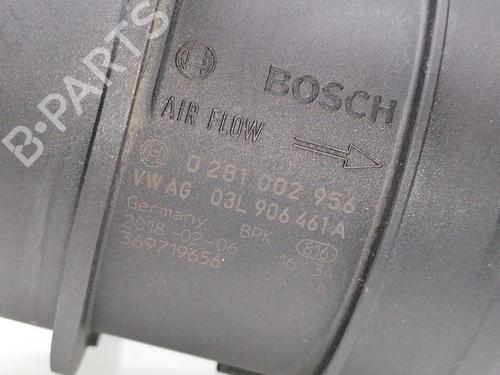 BOSCH
AIR FLOW
0 281 002 956
VW AG 03L 906 461 A
Germany BPK 816
2018-02-06 16 34
369719656 A
B-PARTS